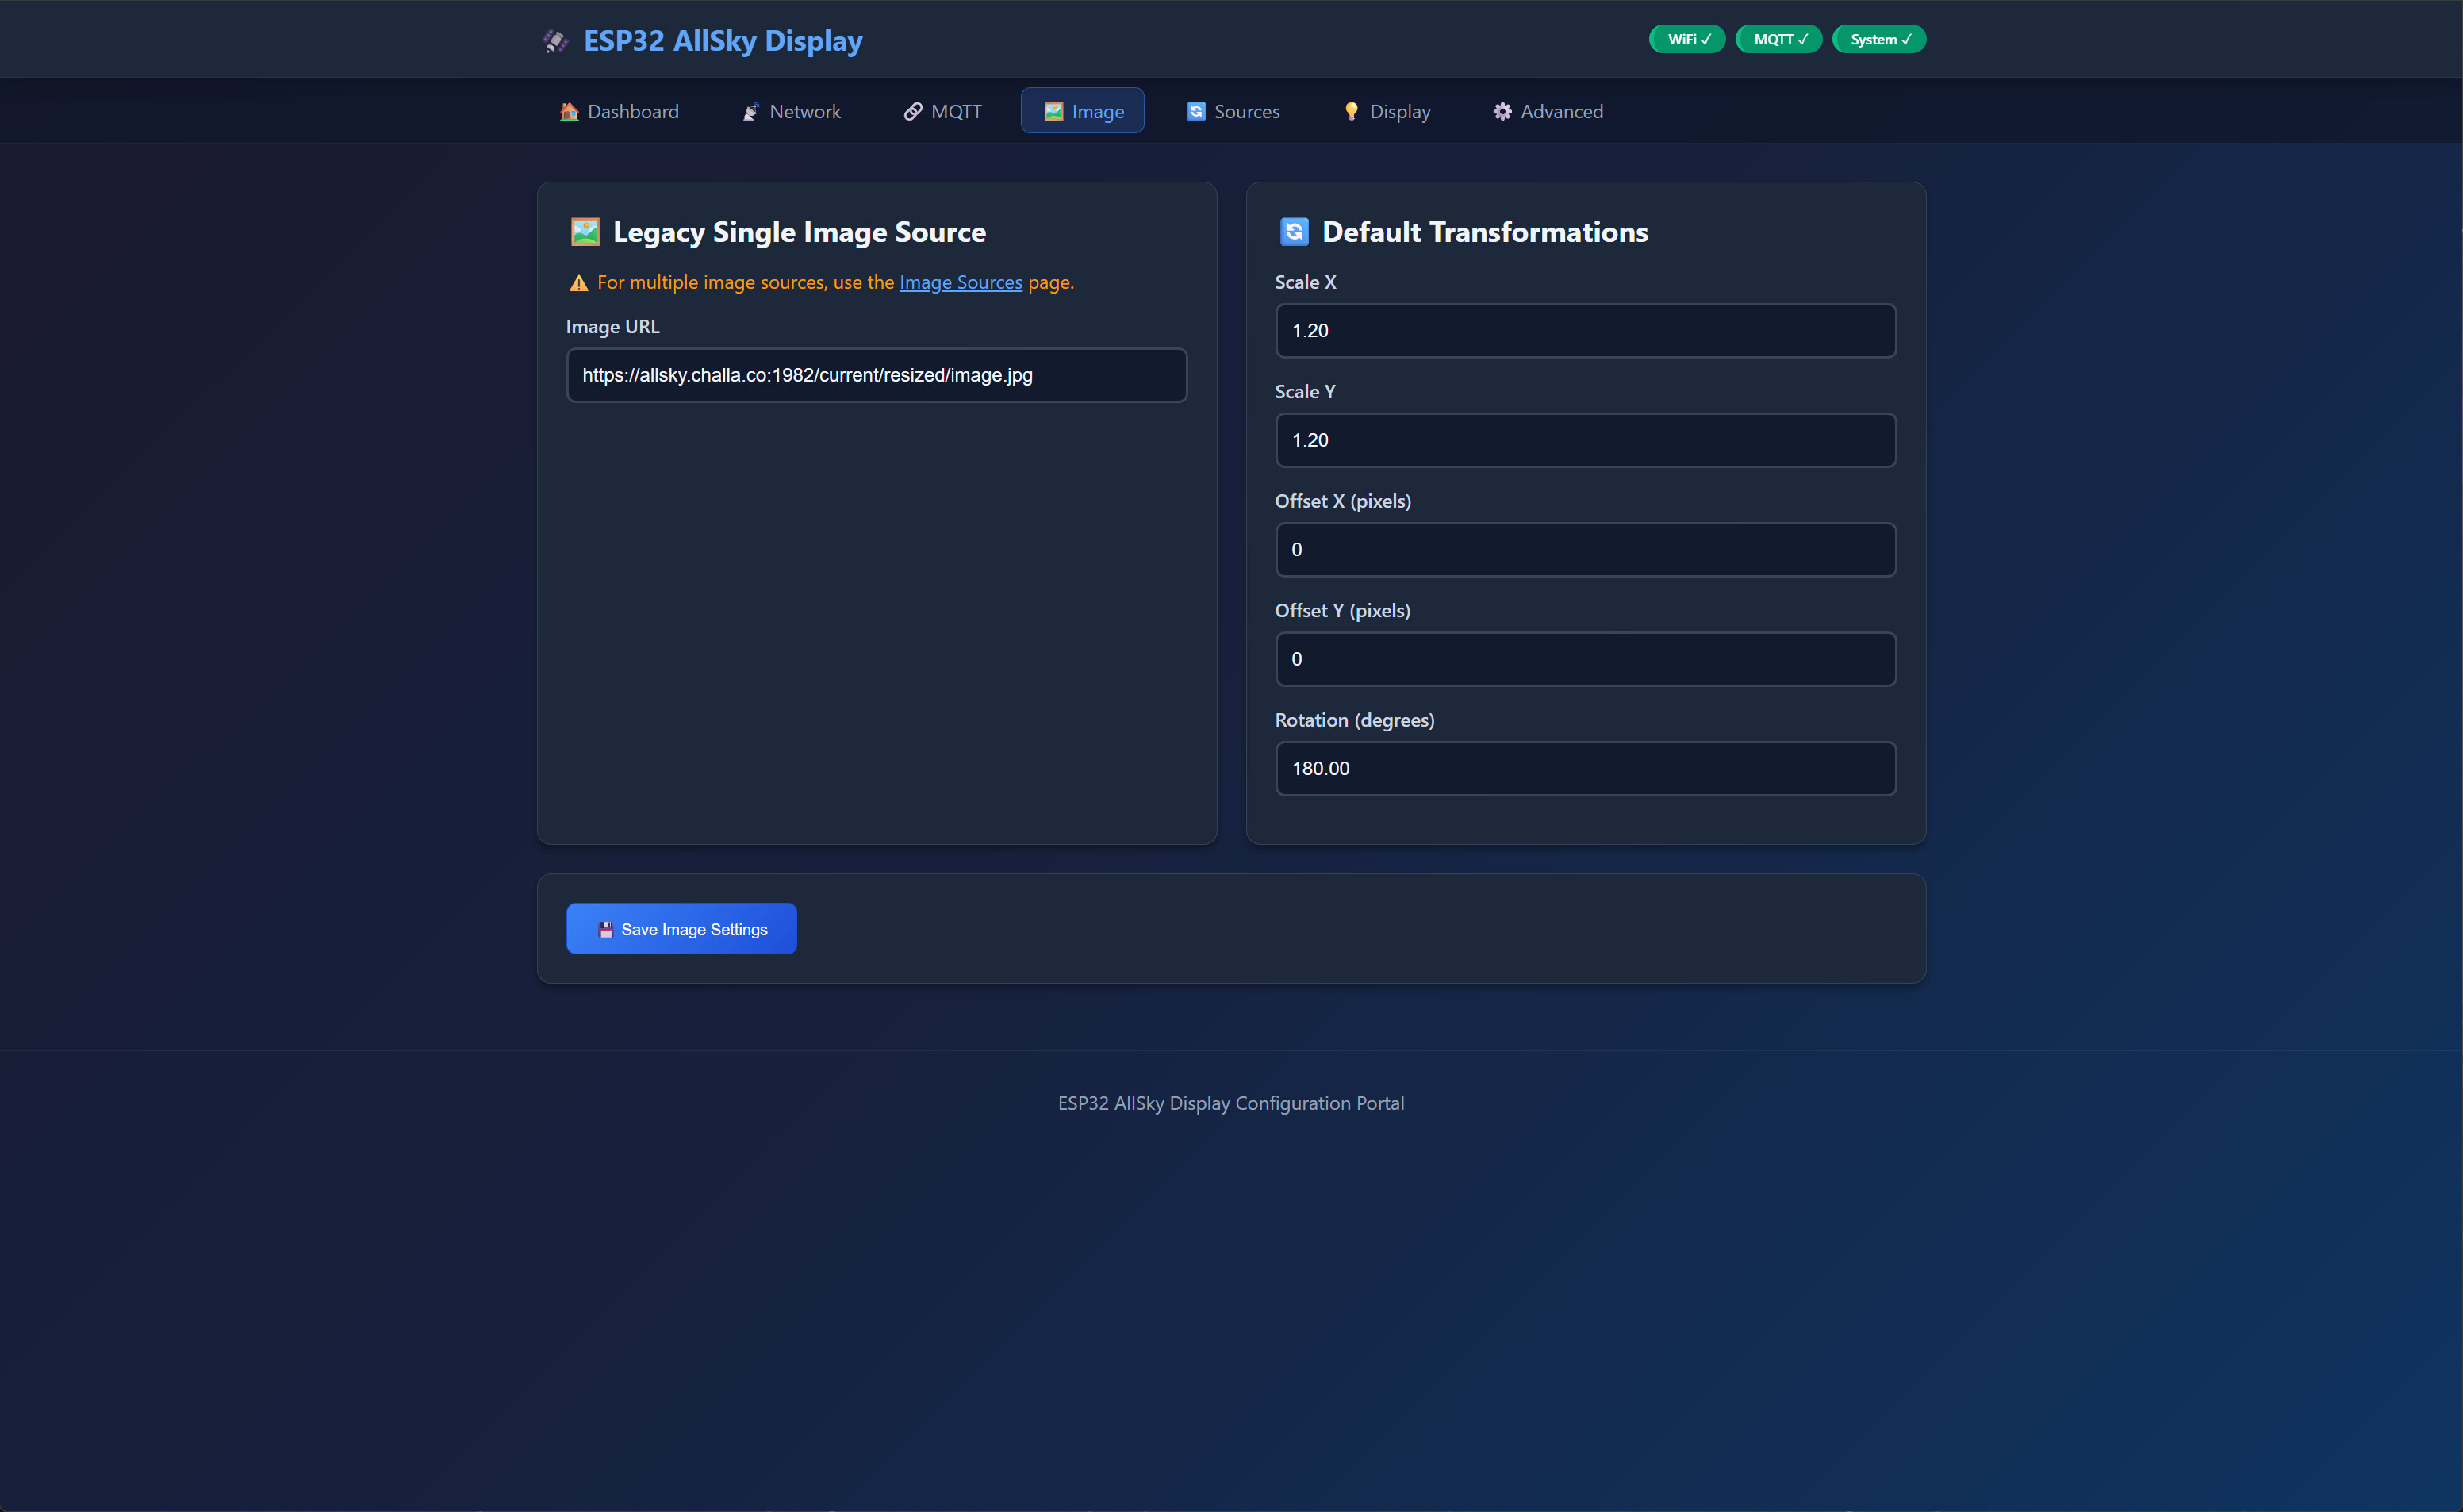 ESP32 AllSky Display
WiFi ✓
MQTT ✓
System ✓
Dashboard
Network
MQTT
Image
Sources
Display
Advanced
Legacy Single Image Source
For multiple image sources, use the Image Sources page.
Image URL
https://allsky.challa.co:1982/current/resized/image.jpg
Default Transformations
Scale X
1.20
Scale Y
1.20
Offset X (pixels)
0
Offset Y (pixels)
0
Rotation (degrees)
180.00
Save Image Settings
ESP32 AllSky Display Configuration Portal